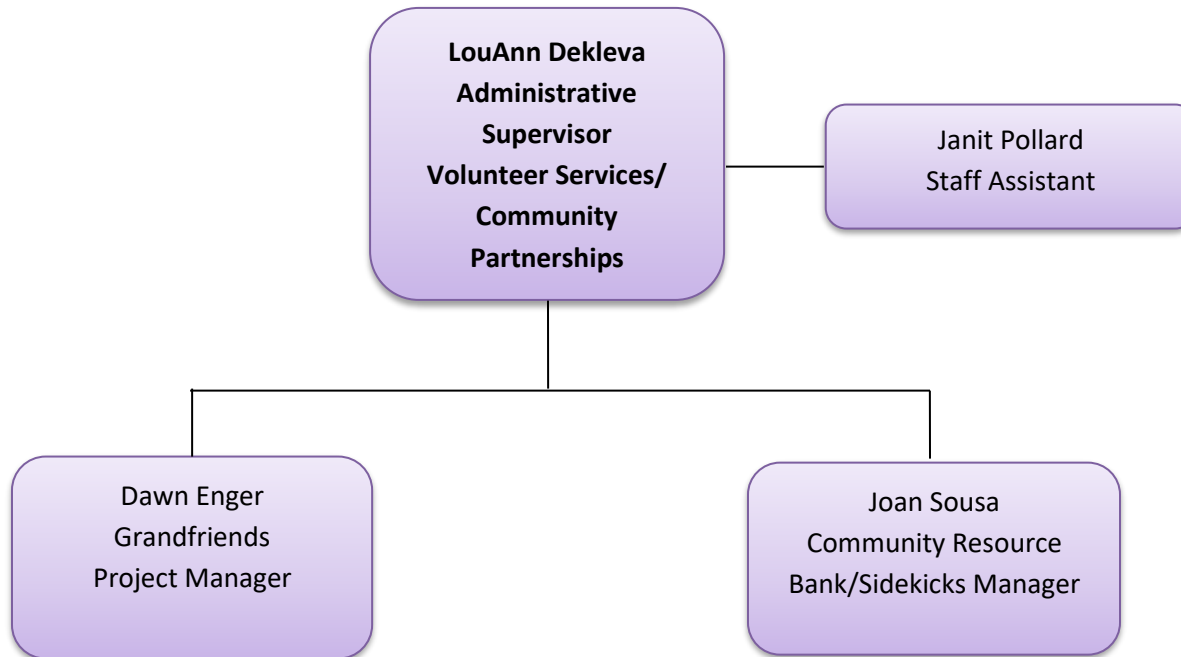 LouAnn Dekleva
Administrative
Supervisor
Volunteer Services/
Community
Partnerships
Janit Pollard
Staff Assistant
Dawn Enger
Grandfriends
Project Manager
Joan Sousa
Community Resource
Bank/Sidekicks Manager